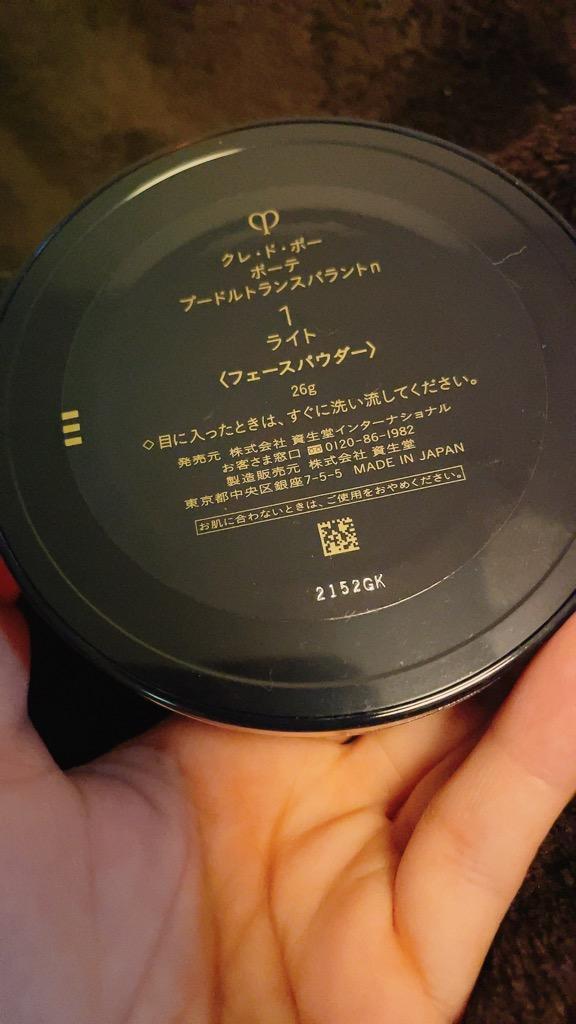 クレ・ド・ポー
ボーテ
プードルトランスパラントn
1
ライト
〈フェースパウダー〉
26g
◇目に入ったときは、すぐに洗い流してください。
発売元 株式会社 資生堂インターナショナル
お客さま窓口 0120-86-1982
製造販売元 株式会社 資生堂
東京都中央区銀座7-5-5 MADE IN JAPAN
お肌に合わないときは、ご使用をおやめください。
2152GK